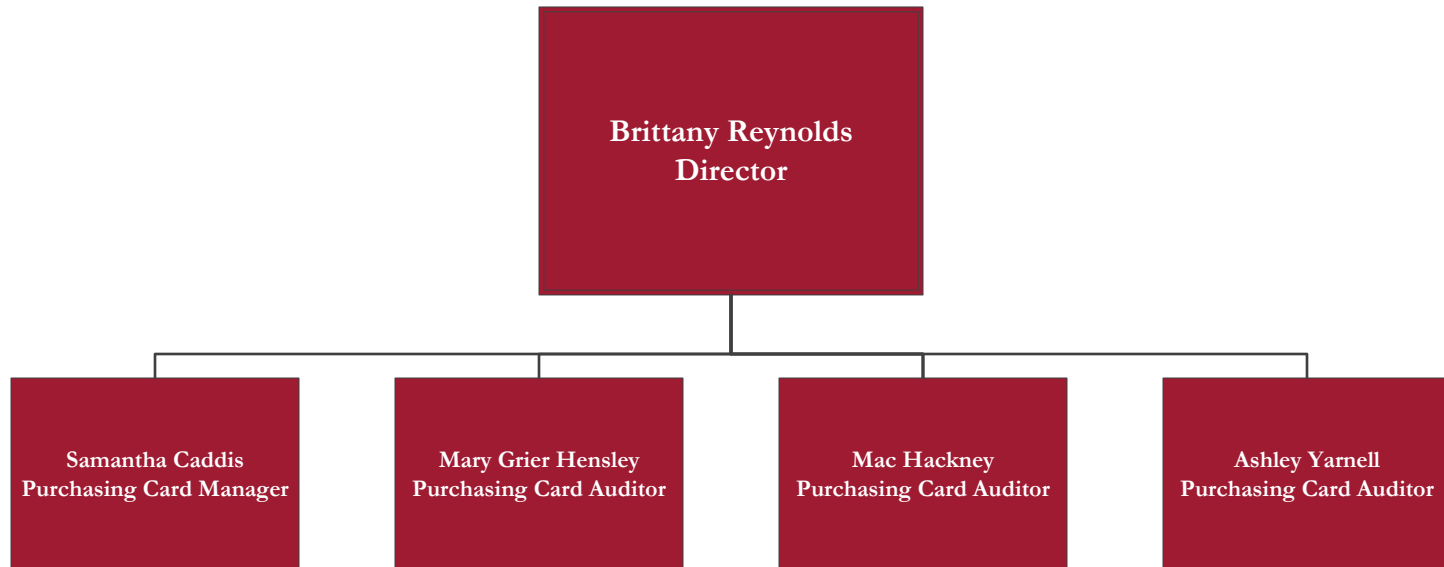 Brittany Reynolds
Director
Samantha Caddis
Purchasing Card Manager
Mary Grier Hensley
Purchasing Card Auditor
Mac Hackney
Purchasing Card Auditor
Ashley Yarnell
Purchasing Card Auditor